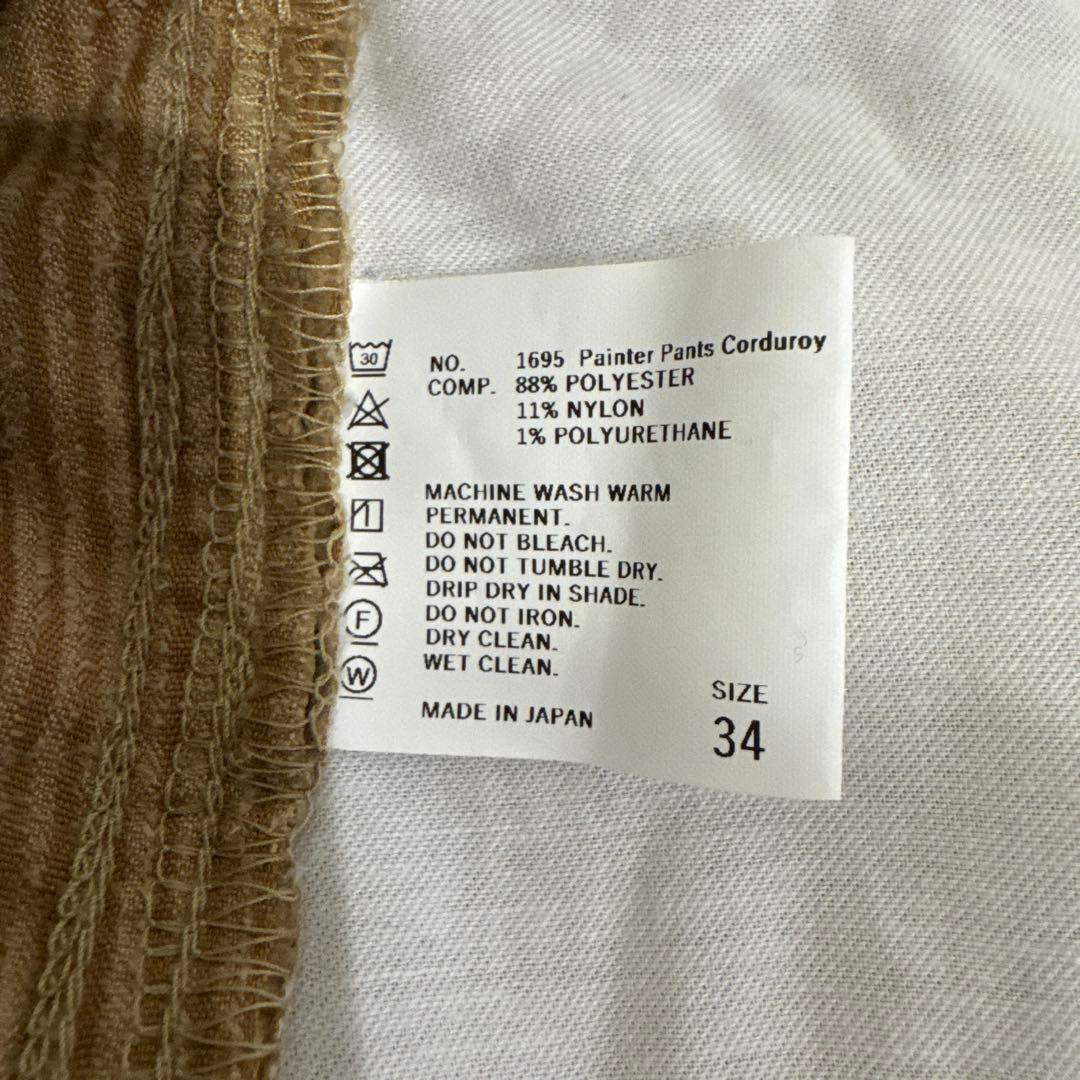 30
NO. 1695 Painter Pants Corduroy
COMP. 88% POLYESTER
11% NYLON
1% POLYURETHANE
MACHINE WASH WARM
PERMANENT.
DO NOT BLEACH.
DO NOT TUMBLE DRY.
DRIP DRY IN SHADE.
DO NOT IRON.
F
DRY CLEAN.
W
WET CLEAN.
MADE IN JAPAN
SIZE
34